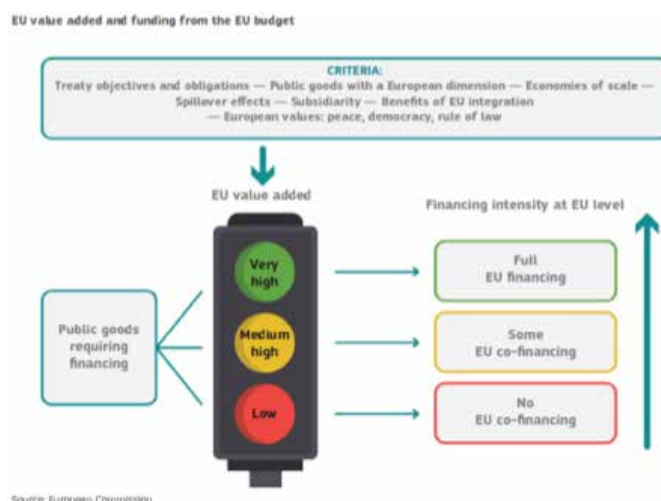 EU value added and funding from the EU budget
CRITERIA:
Treaty objectives and obligations — Public goods with a European dimension — Economies of scale —
Spillover effects — Subsidiarity — Benefits of EU integration
— European values: peace, democracy, rule of law
EU value added
Financing intensity at EU level
Very
high
Full
EU financing
Public goods
requiring
financing
Medium
high
Some
EU co-financing
Low
No
EU co-financing
Source: European Commission